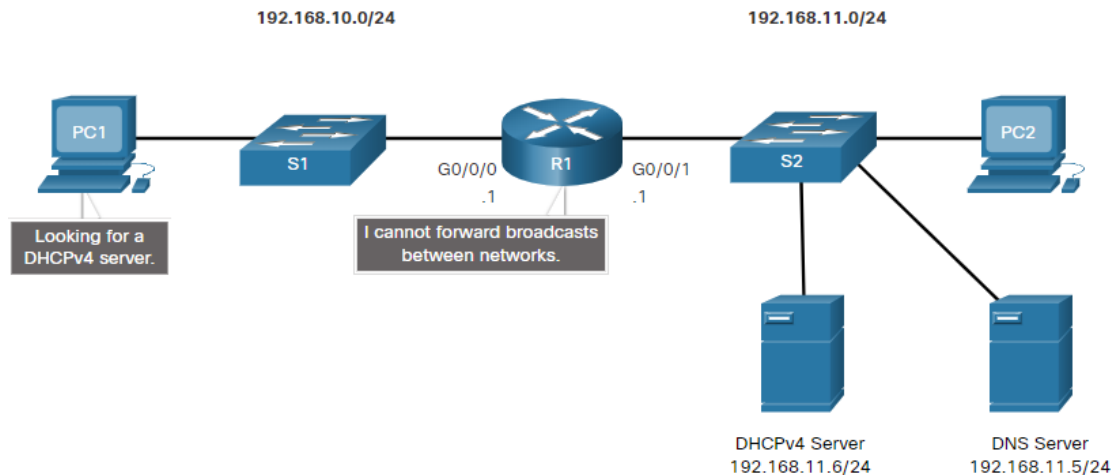 192.168.10.0/24
192.168.11.0/24
PC1
S1
G0/0/0
.1
R1
G0/0/1
.1
S2
PC2
Looking for a
DHCPv4 server.
I cannot forward broadcasts
between networks.
DHCPv4 Server
192.168.11.6/24
DNS Server
192.168.11.5/24